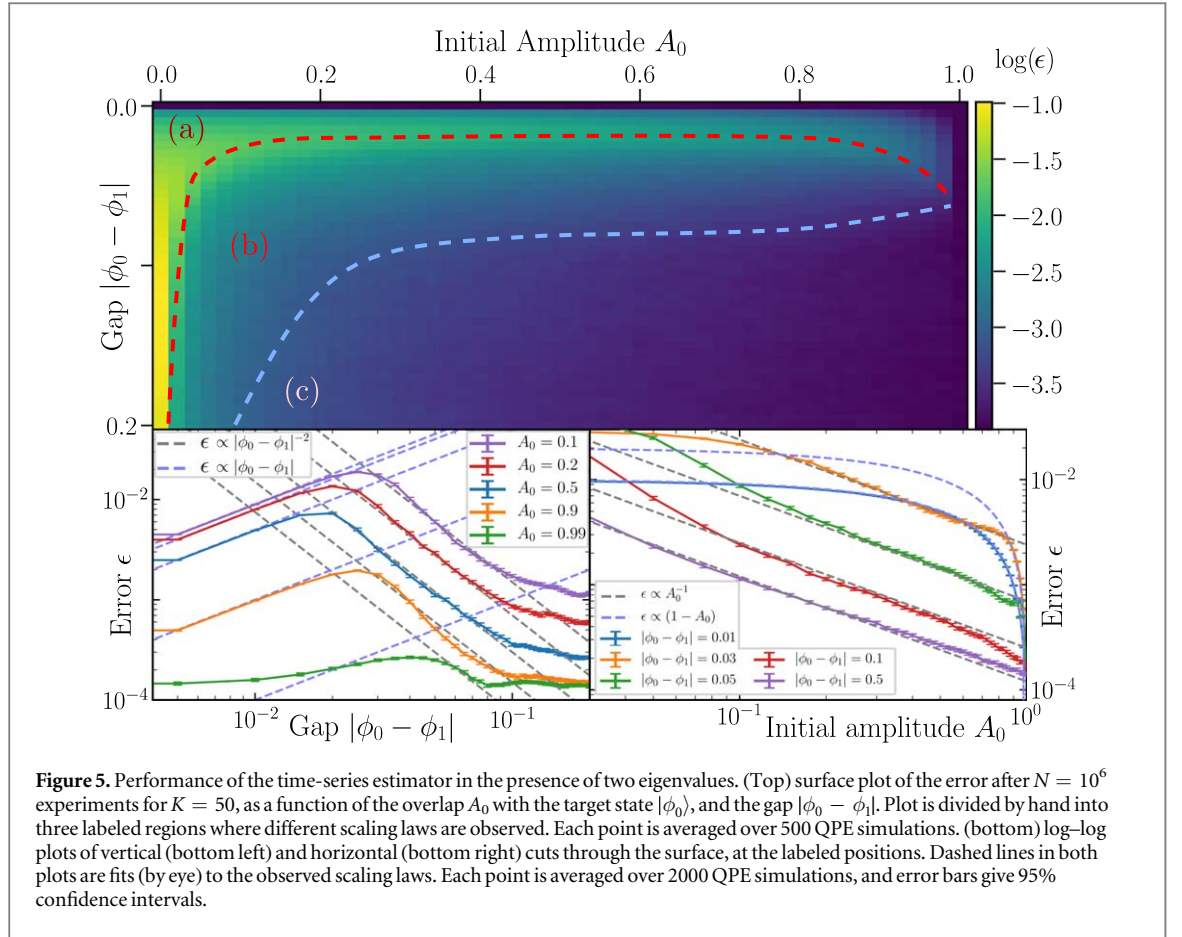 Initial Amplitude A₀
0.0 0.2 0.4 0.6 0.8 1.0
log(ϵ)
0.0
0.2
Gap |ϕ₀ − ϕ₁|
(a)
(b)
(c)
−1.0
−1.5
−2.0
−2.5
−3.0
−3.5
ϵ ∝ |ϕ₀ − ϕ₁|⁻²
ϵ ∝ |ϕ₀ − ϕ₁|
A₀ = 0.1
A₀ = 0.2
A₀ = 0.5
A₀ = 0.9
A₀ = 0.99
Error ϵ
10⁻²
10⁻⁴
10⁻² 10⁻¹
Gap |ϕ₀ − ϕ₁|
ϵ ∝ A₀⁻¹
ϵ ∝ (1 − A₀)
|ϕ₀ − ϕ₁| = 0.01
|ϕ₀ − ϕ₁| = 0.03
|ϕ₀ − ϕ₁| = 0.05
|ϕ₀ − ϕ₁| = 0.1
|ϕ₀ − ϕ₁| = 0.5
10⁻²
10⁻⁴
Error ϵ
10⁻¹ 10⁰
Initial amplitude A₀
Figure 5. Performance of the time-series estimator in the presence of two eigenvalues. (Top) surface plot of the error after N = 10⁶
experiments for K = 50, as a function of the overlap A₀ with the target state |ϕ₀⟩, and the gap |ϕ₀ − ϕ₁|. Plot is divided by hand into
three labeled regions where different scaling laws are observed. Each point is averaged over 500 QPE simulations. (bottom) log–log
plots of vertical (bottom left) and horizontal (bottom right) cuts through the surface, at the labeled positions. Dashed lines in both
plots are fits (by eye) to the observed scaling laws. Each point is averaged over 2000 QPE simulations, and error bars give 95%
confidence intervals.